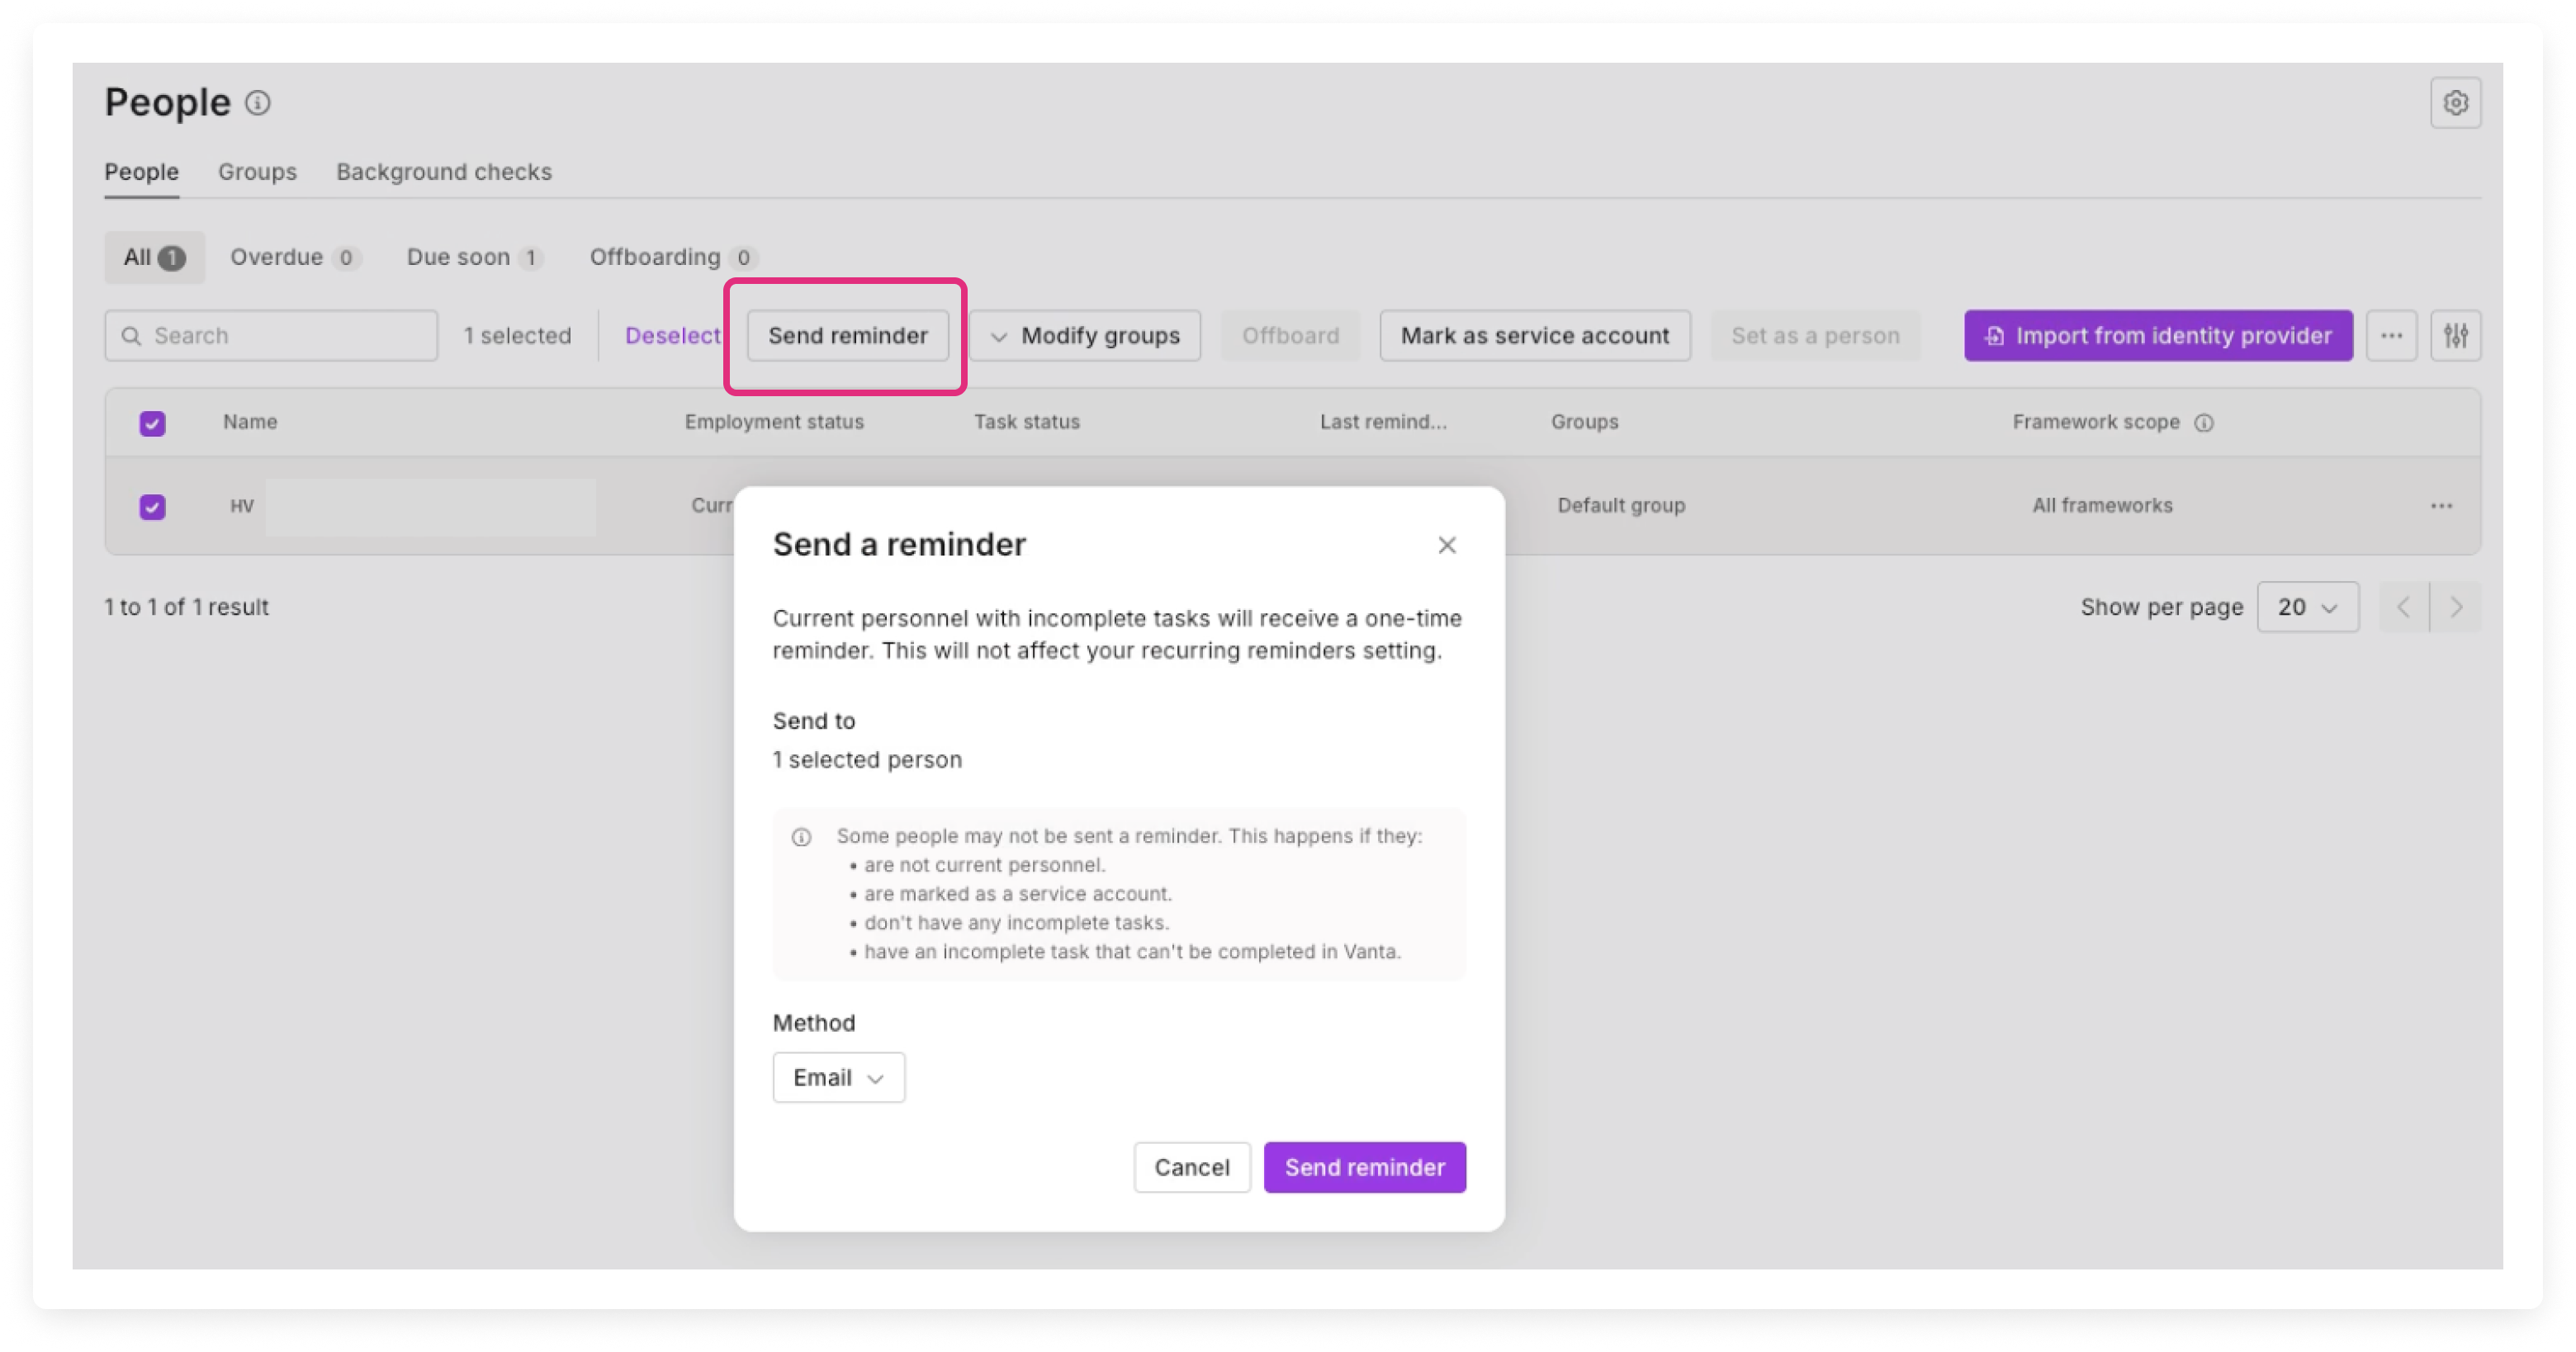 People
People Groups Background checks
All 1 Overdue 0 Due soon 1 Offboarding 0
Search 1 selected Deselect Send reminder Modify groups Offboard Mark as service account Set as a person Import from identity provider
Name Employment status Task status Last remind... Groups Framework scope
HV Curr Default group All frameworks
1 to 1 of 1 result Show per page 20
Send a reminder
Current personnel with incomplete tasks will receive a one-time
reminder. This will not affect your recurring reminders setting.
Send to
1 selected person
Some people may not be sent a reminder. This happens if they:
• are not current personnel.
• are marked as a service account.
• don't have any incomplete tasks.
• have an incomplete task that can't be completed in Vanta.
Method
Email
Cancel Send reminder